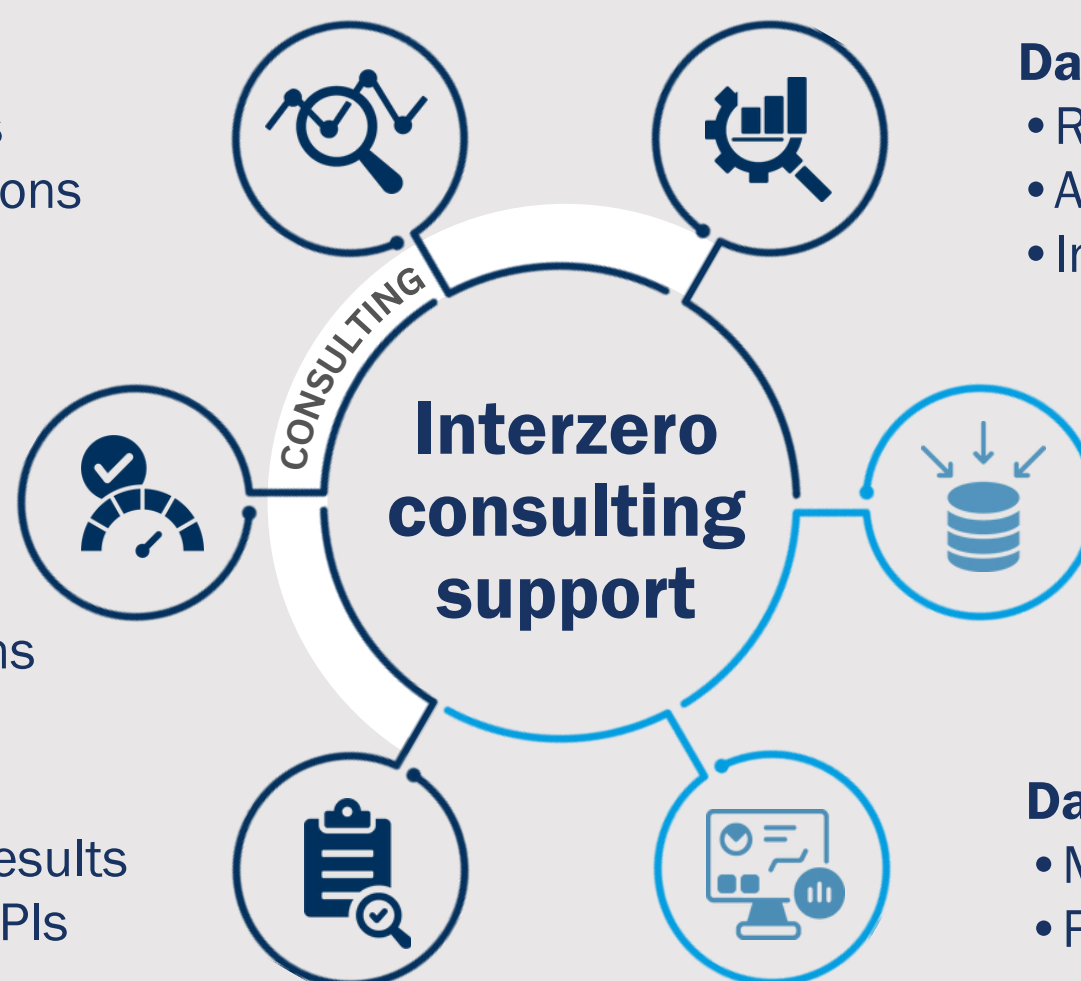 s
ons
Da
• R
• A
• In
CONSULTING
Interzero
consulting
support
ns
esults
PIs
Da
• M
• P